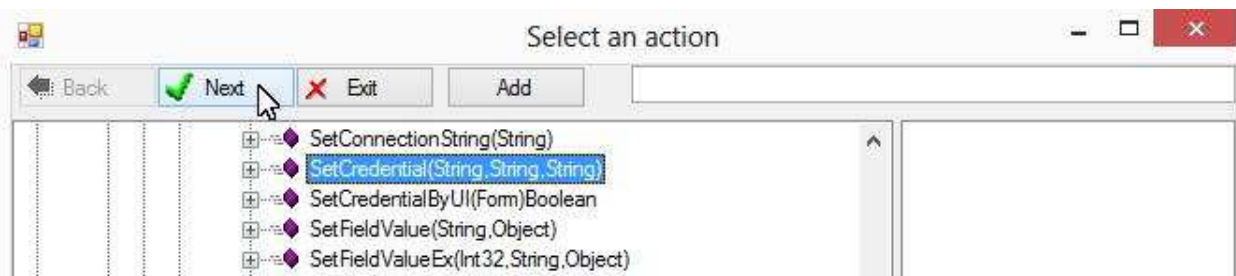 Select an action
Back Next Exit Add
SetConnectionString(String)
SetCredential(String,String,String)
SetCredentialByUI(Form)Boolean
SetFieldValue(String,Object)
SetFieldValueEx(Int32,String,Object)